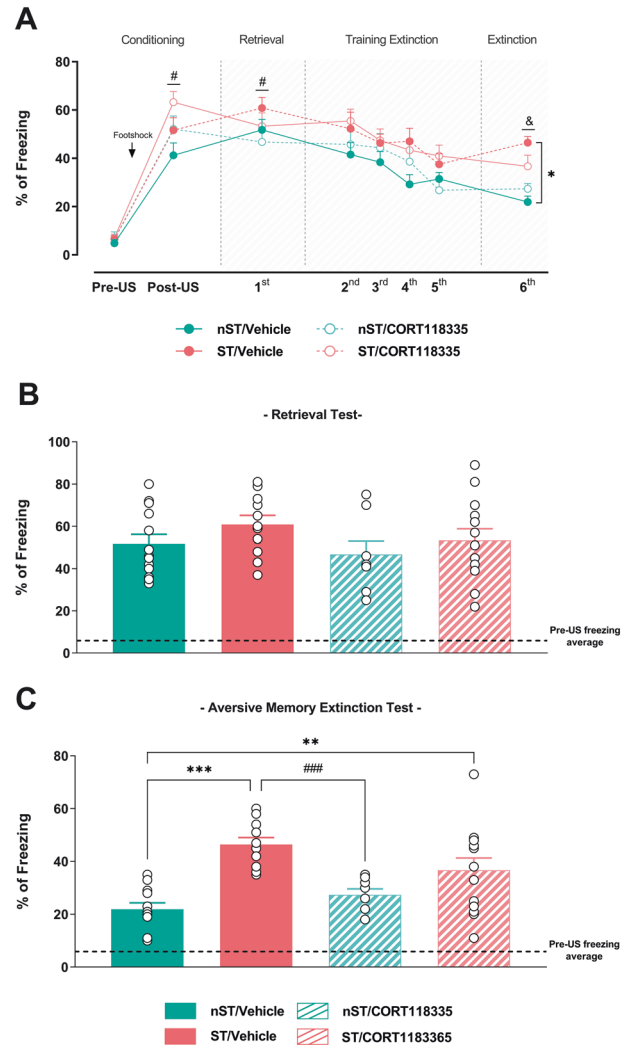 A
Conditioning Retrieval Training Extinction Extinction
% of Freezing
80
60
40
20
0
Footshock
#
#
&
*
Pre-US Post-US 1st 2nd 3rd 4th 5th 6th
nST/Vehicle nST/CORT118335
ST/Vehicle ST/CORT118335
B
- Retrieval Test-
% of Freezing
100
80
60
40
20
0
Pre-US freezing
average
C
- Aversive Memory Extinction Test -
% of Freezing
80
60
40
20
0
**
*** ###
Pre-US freezing
average
nST/Vehicle nST/CORT118335
ST/Vehicle ST/CORT1183365